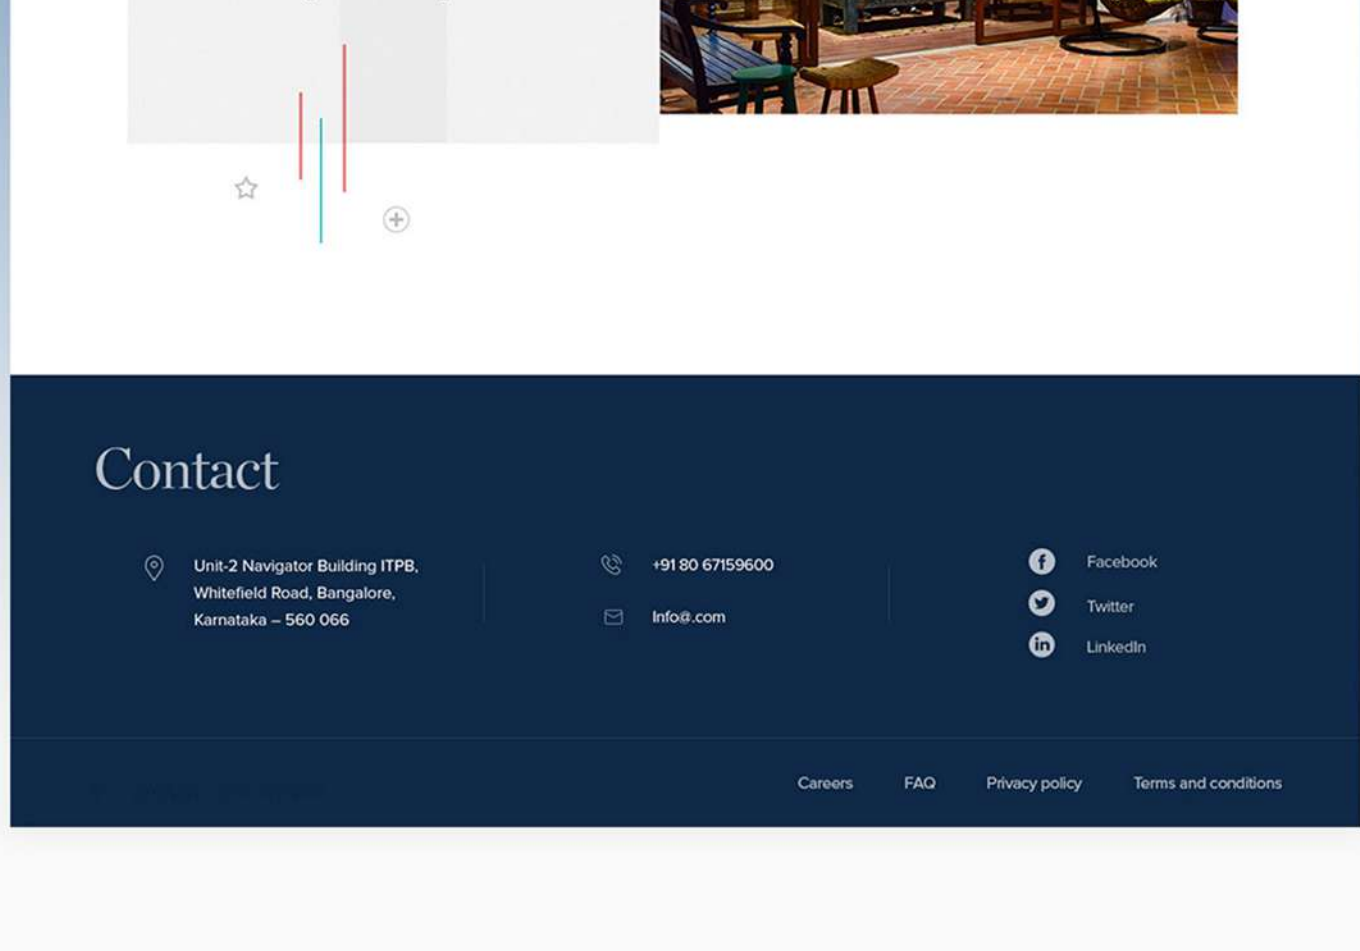 Contact
Unit-2 Navigator Building ITPB,
Whitefield Road, Bangalore,
Karnataka – 560 066
+91 80 67159600
Info@.com
Facebook
Twitter
LinkedIn
Careers FAQ Privacy policy Terms and conditions